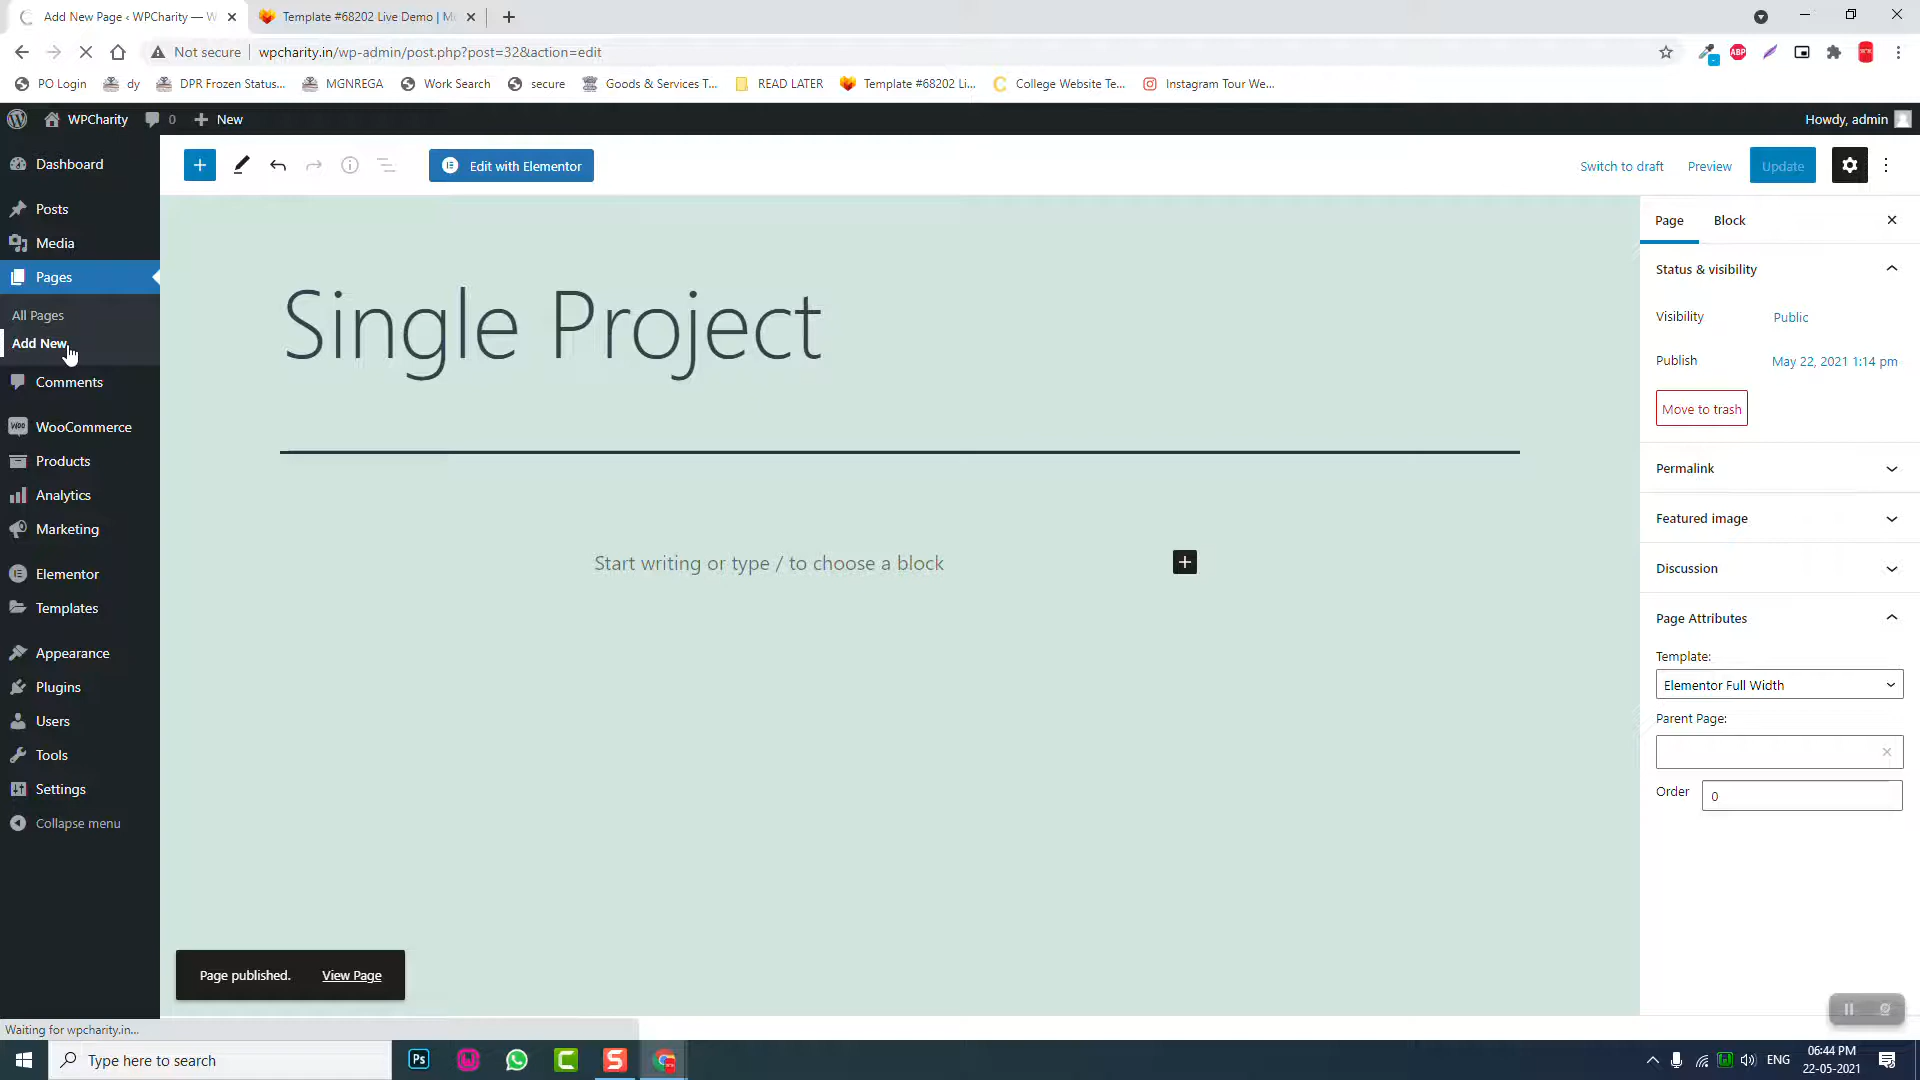 Add New Page ‹ WPCharity — W
Template #68202 Live Demo | Mo
Not secure
wpcharity.in/wp-admin/post.php?post=32&action=edit
ABP
PO Login
dy
DPR Frozen Status...
MGNREGA
Work Search
secure
Goods & Services T...
READ LATER
Template #68202 Li...
College Website Te...
Instagram Tour We...
WPCharity
0
New
Howdy, admin
Dashboard
Posts
Media
Pages
All Pages
Add New
Comments
WooCommerce
Products
Analytics
Marketing
Elementor
Templates
Appearance
Plugins
Users
Tools
Settings
Collapse menu
Edit with Elementor
Switch to draft
Preview
Update
Single Project
Start writing or type / to choose a block
Page published.
View Page
Page
Block
Status & visibility
Visibility
Public
Publish
May 22, 2021 1:14 pm
Move to trash
Permalink
Featured image
Discussion
Page Attributes
Template:
Elementor Full Width
Parent Page:
Order
0
Waiting for wpcharity.in...
Type here to search
Ps
ENG
06:44 PM
22-05-2021